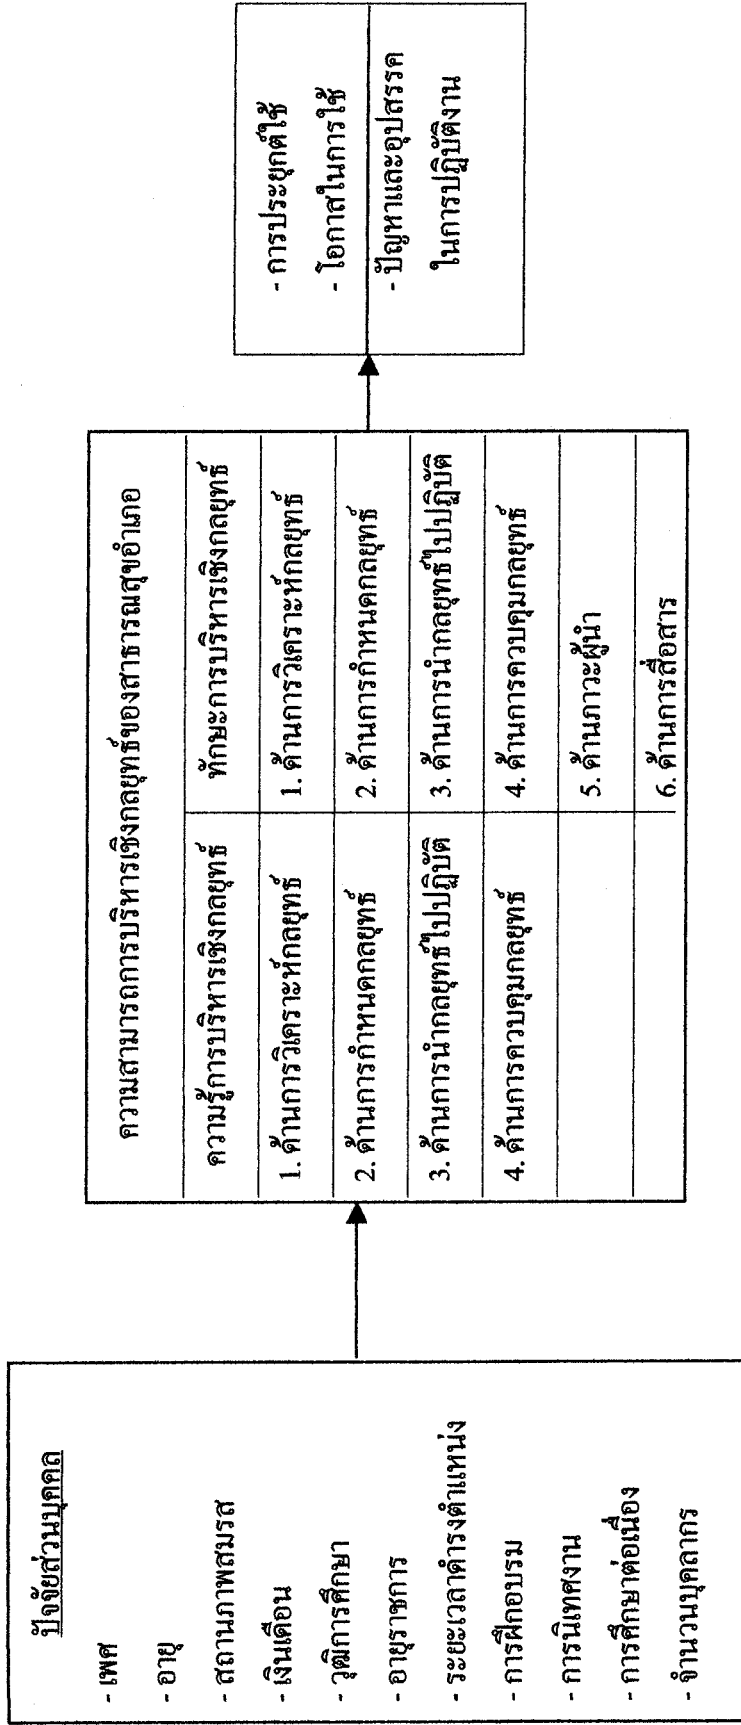 ปัจจัยส่วนบุคคล
- เพศ
- อายุ
- สถานภาพสมรส
- เงินเดือน
- วุฒิการศึกษา
- อายุราชการ
- ระยะเวลาดำรงตำแหน่ง
- การฝึกอบรม
- การนิเทศงาน
- การศึกษาต่อเนื่อง
- จำนวนบุคลากร
ความสามารถการบริหารเชิงกลยุทธ์ของสาธารณสุขอำเภอ
ความรู้การบริหารเชิงกลยุทธ์ ทักษะการบริหารเชิงกลยุทธ์
1. ด้านการวิเคราะห์กลยุทธ์ 1. ด้านการวิเคราะห์กลยุทธ์
2. ด้านการกำหนดกลยุทธ์ 2. ด้านการกำหนดกลยุทธ์
3. ด้านการนำกลยุทธ์ไปปฏิบัติ 3. ด้านการนำกลยุทธ์ไปปฏิบัติ
4. ด้านการควบคุมกลยุทธ์ 4. ด้านการควบคุมกลยุทธ์
5. ด้านภาวะผู้นำ
6. ด้านการสื่อสาร
- การประยุกต์ใช้
- โอกาสในการใช้
- ปัญหาและอุปสรรค
ในการปฏิบัติงาน